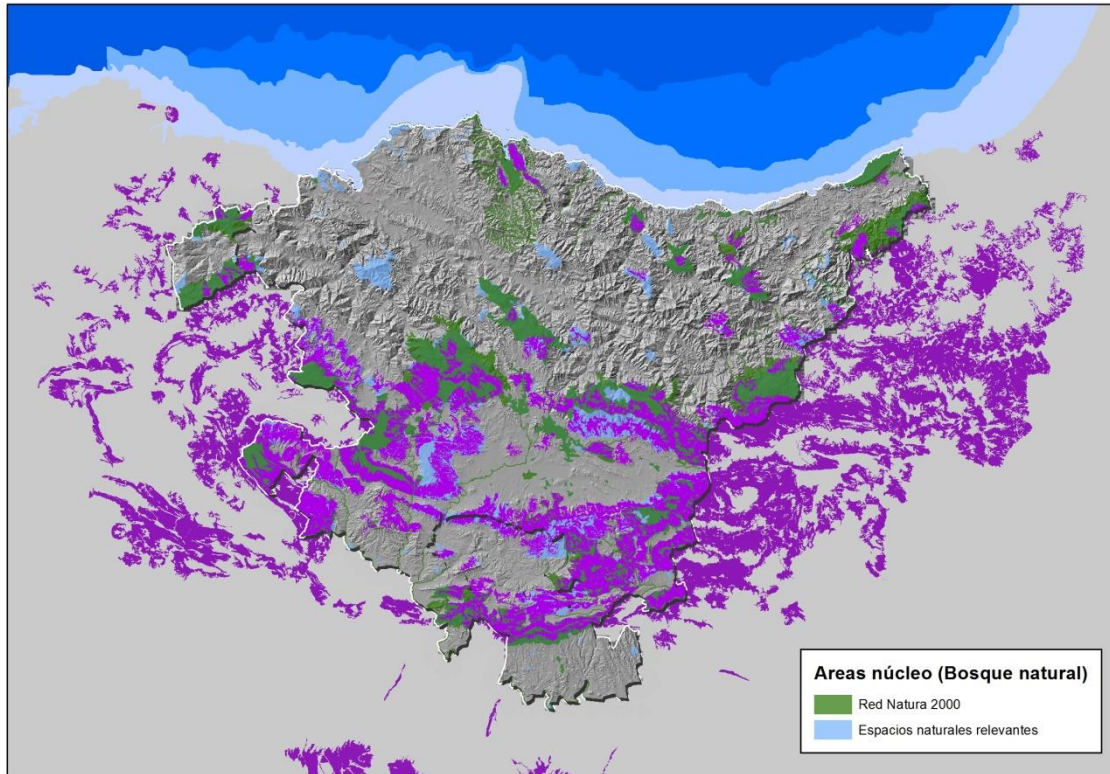 Areas núcleo (Bosque natural)
Red Natura 2000
Espacios naturales relevantes